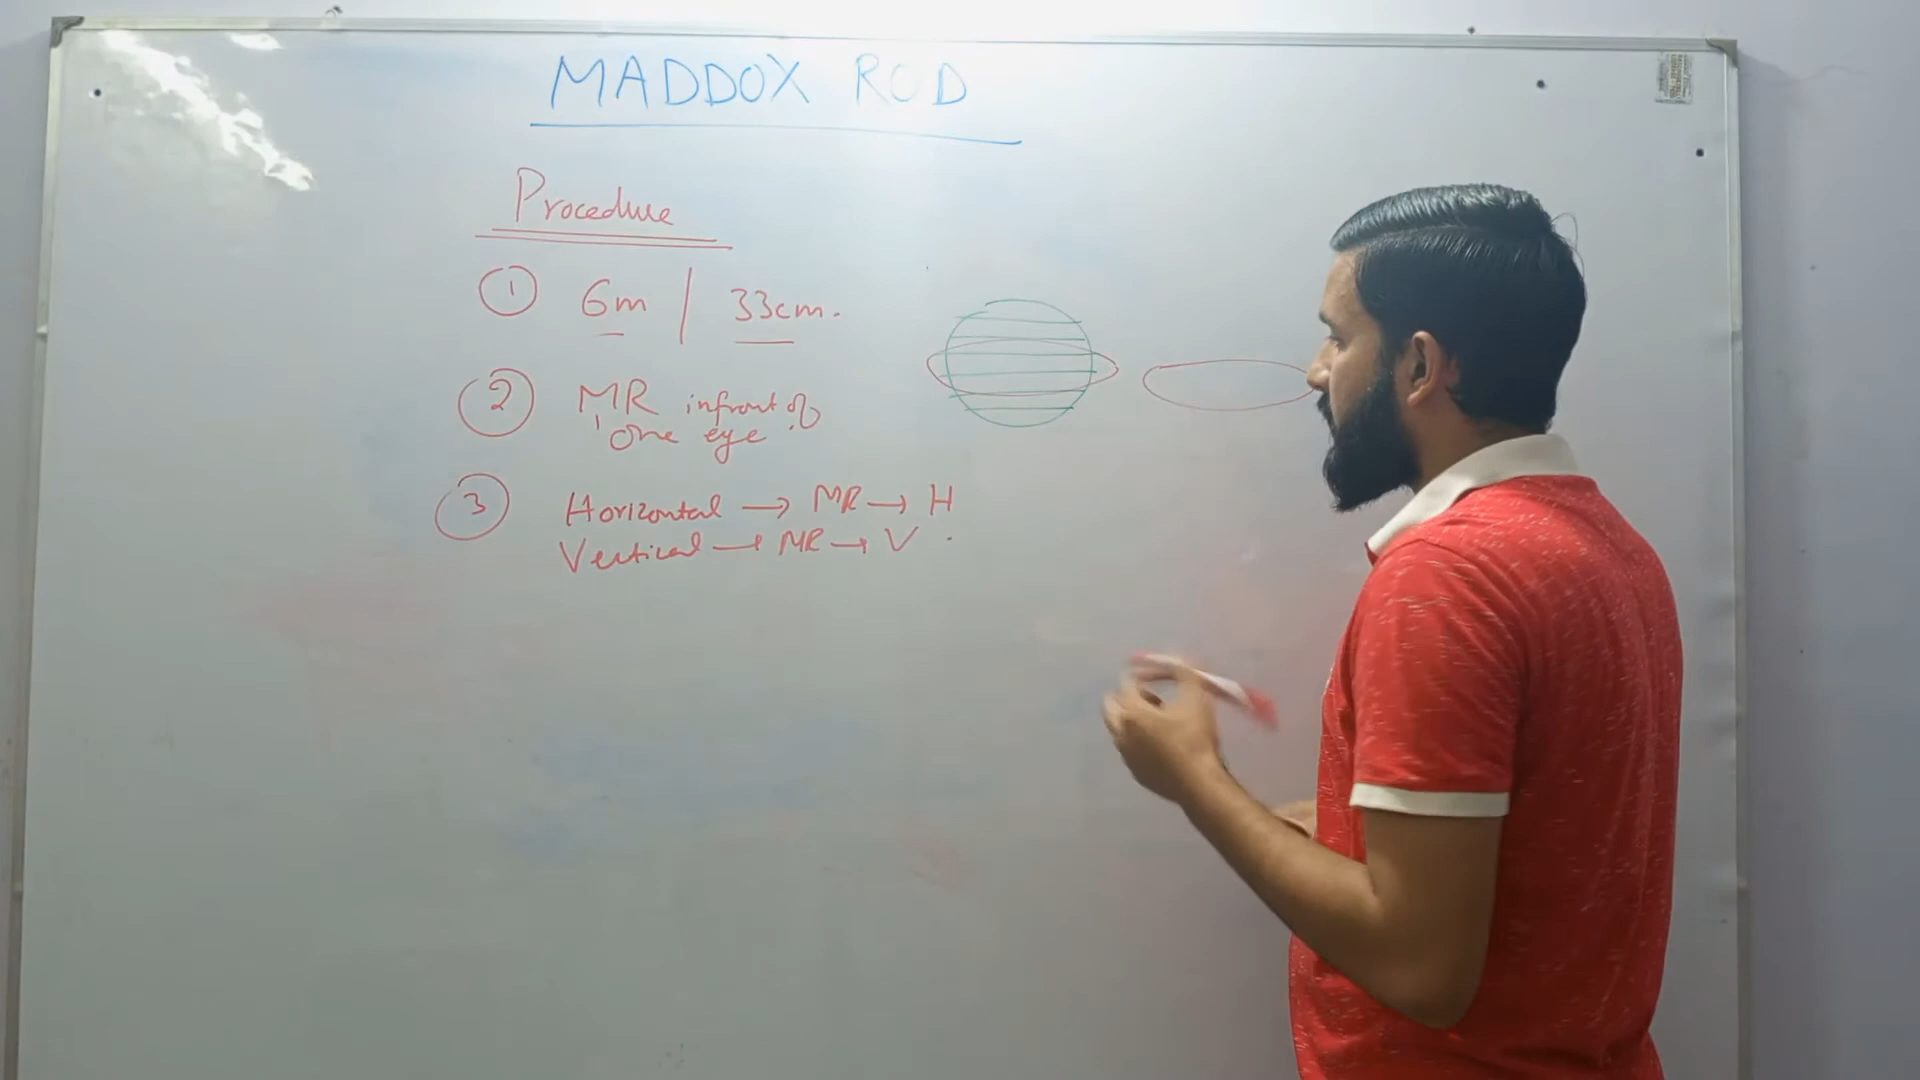 MADDOX ROD
Procedure
1 6m / 33cm.
2 MR infront of
one eye.
3 Horizontal → MR → H
Vertical → MR → V.